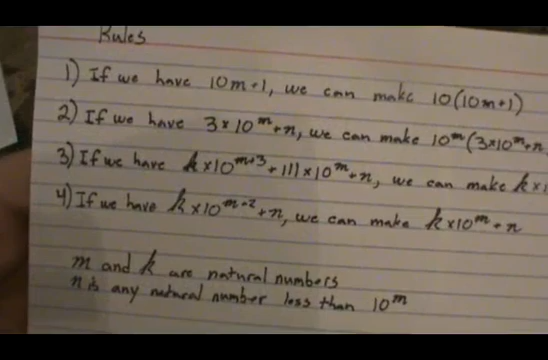 Rules
1) If we have 10m+1, we can make 10(10m+1)
2) If we have 3×10^m+n, we can make 10^m(3×10^m+n
3) If we have k×10^(m+3)+111×10^m+n, we can make k×1
4) If we have k×10^(m+2)+n, we can make k×10^m+n
m and k are natural numbers
n is any natural number less than 10^m